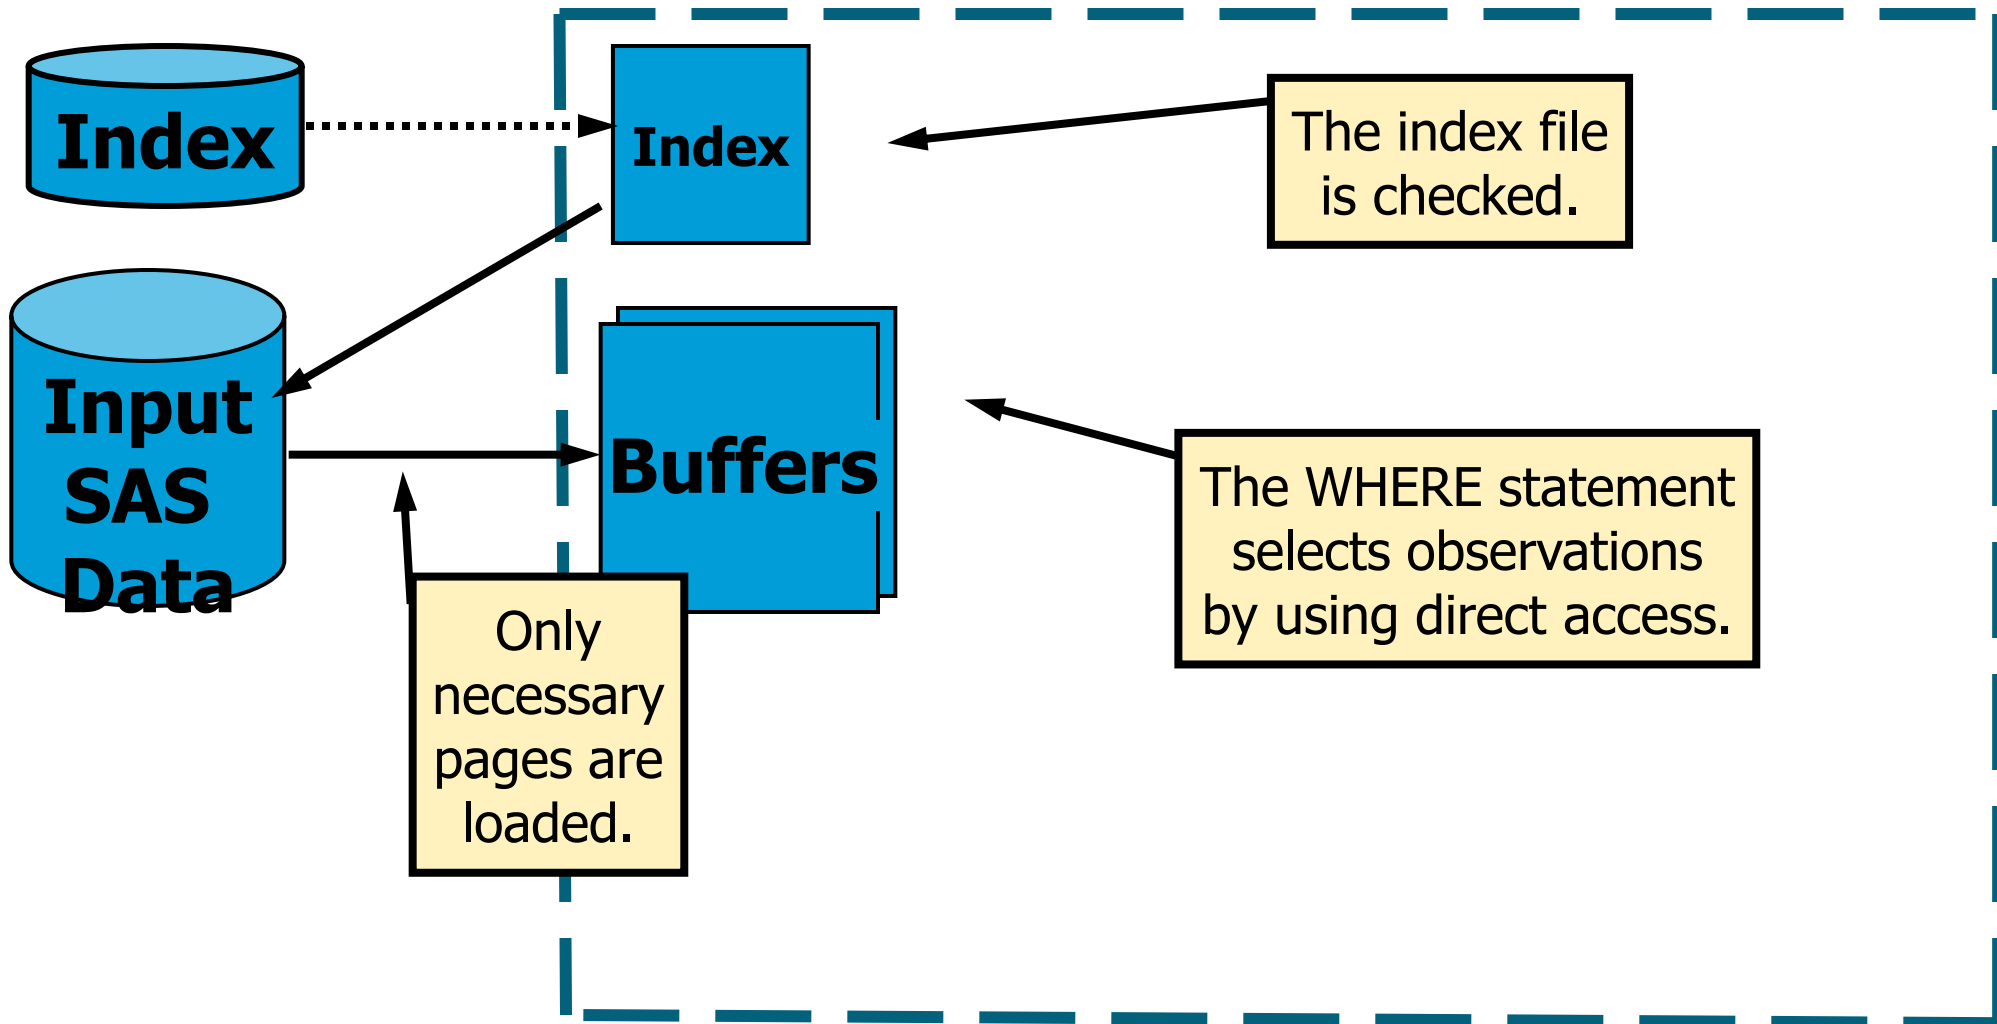 Index
Index
The index file
is checked.
Input
SAS
Data
Buffers
The WHERE statement
selects observations
by using direct access.
Only
necessary
pages are
loaded.